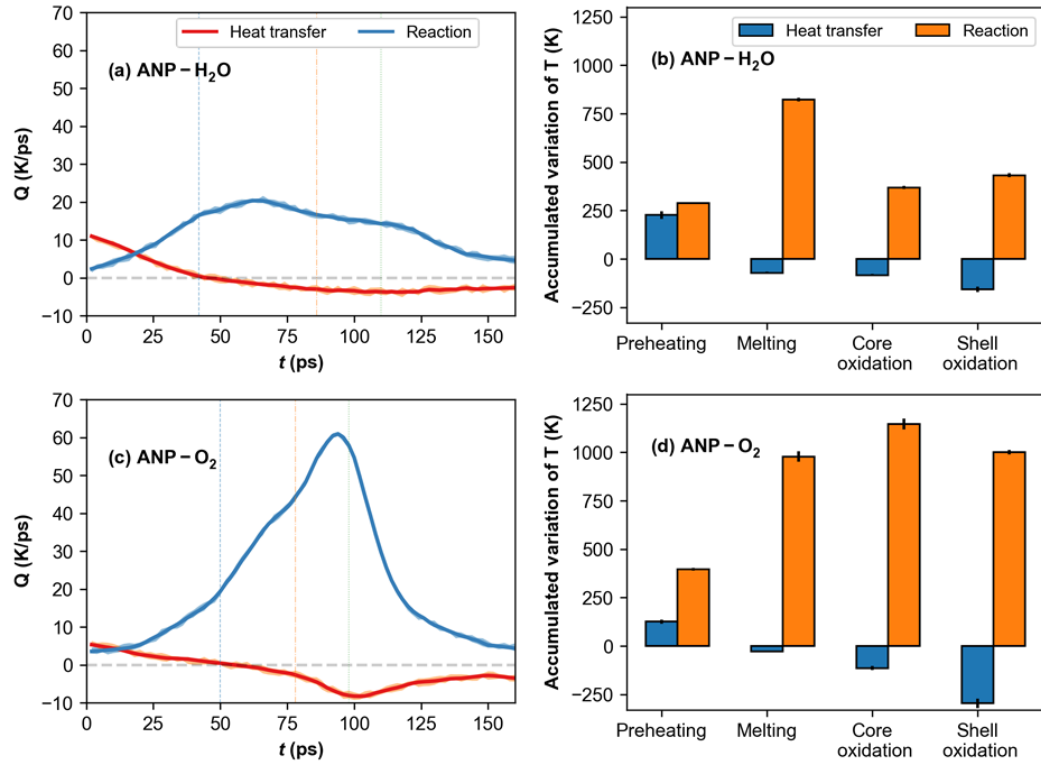 Heat transfer Reaction
(a) ANP − H₂O
Q (K/ps)
70
60
50
40
30
20
10
0
−10
0 25 50 75 100 125 150
t (ps)
Heat transfer Reaction
(b) ANP − H₂O
Accumulated variation of T (K)
1250
1000
750
500
250
0
−250
Preheating Melting Core oxidation Shell oxidation
(c) ANP − O₂
Q (K/ps)
70
60
50
40
30
20
10
0
−10
0 25 50 75 100 125 150
t (ps)
(d) ANP − O₂
Accumulated variation of T (K)
1250
1000
750
500
250
0
−250
Preheating Melting Core oxidation Shell oxidation